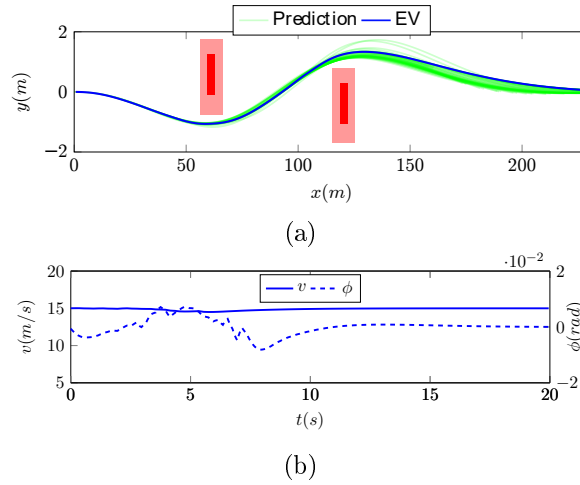 Prediction EV
2
0
−2
y(m)
0 50 100 150 200
x(m)
(a)
·10−2
v ϕ
20
15
10
5
v(m/s)
2
0
−2
ϕ(rad)
0 5 10 15 20
t(s)
(b)